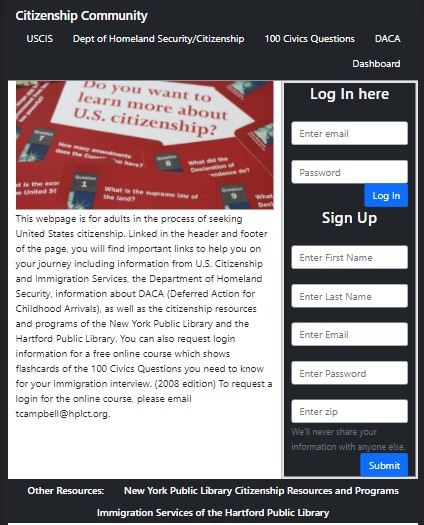 Citizenship Community
USCIS Dept of Homeland Security/Citizenship 100 Civics Questions DACA
Dashboard
Do you want to
learn more about
U.S. citizenship?
Question
7
How many amendments
does the have?
Question
8
What did the
Declaration of
do?
is the eco
United St
Question
1
What is the supreme law of
the land?
Question
9
What
This webpage is for adults in the process of seeking
United States citizenship. Linked in the header and footer
of the page, you will find important links to help you on
your journey including information from U.S. Citizenship
and Immigration Services, the Department of Homeland
Security, information about DACA (Deferred Action for
Childhood Arrivals), as well as the citizenship resources
and programs of the New York Public Library and the
Hartford Public Library. You can also request login
information for a free online course which shows
flashcards of the 100 Civics Questions you need to know
for your immigration interview. (2008 edition) To request a
login for the online course, please email
tcampbell@hplct.org.
Log In here
Enter email
Password
Log In
Sign Up
Enter First Name
Enter Last Name
Enter Email
Enter Password
Enter zip
We'll never share your
information with anyone else.
Submit
Other Resources: New York Public Library Citizenship Resources and Programs
Immigration Services of the Hartford Public Library